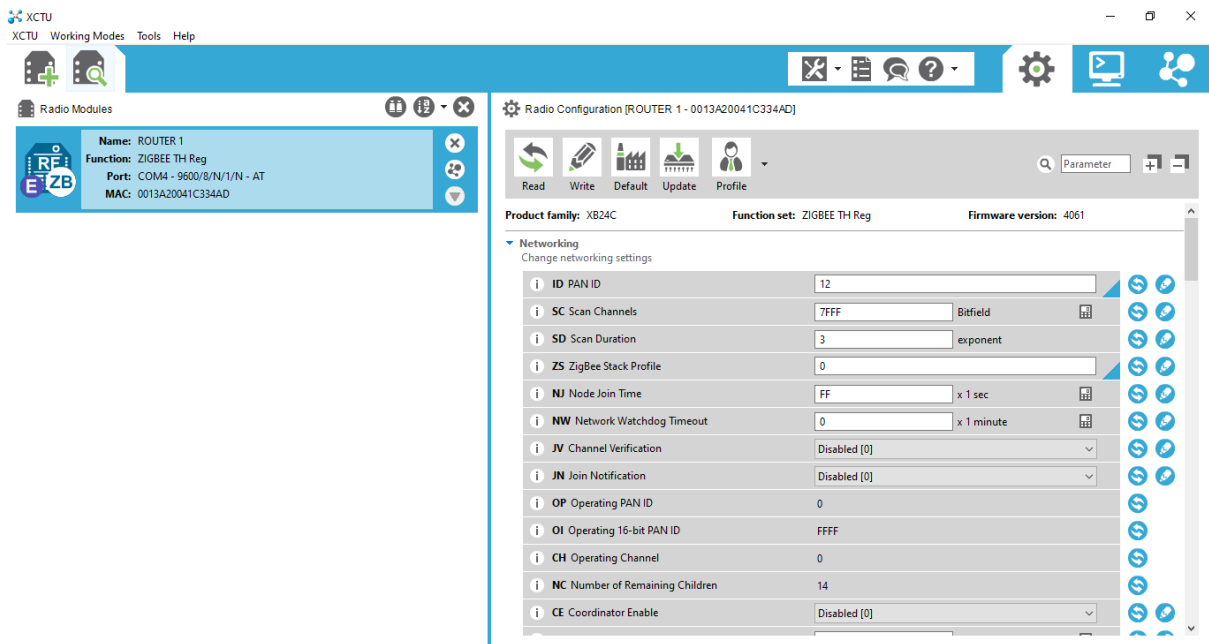 XCTU
XCTU Working Modes Tools Help
Radio Modules
Name: ROUTER 1
Function: ZIGBEE TH Reg
Port: COM4 - 9600/8/N/1/N - AT
MAC: 0013A20041C334AD
RF
E ZB
Radio Configuration [ROUTER 1 - 0013A20041C334AD]
Read Write Default Update Profile
Parameter
Product family: XB24C Function set: ZIGBEE TH Reg Firmware version: 4061
Networking
Change networking settings
i ID PAN ID 12
i SC Scan Channels 7FFF Bitfield
i SD Scan Duration 3 exponent
i ZS ZigBee Stack Profile 0
i NJ Node Join Time FF x 1 sec
i NW Network Watchdog Timeout 0 x 1 minute
i JV Channel Verification Disabled [0]
i JN Join Notification Disabled [0]
i OP Operating PAN ID 0
i OI Operating 16-bit PAN ID FFFF
i CH Operating Channel 0
i NC Number of Remaining Children 14
i CE Coordinator Enable Disabled [0]